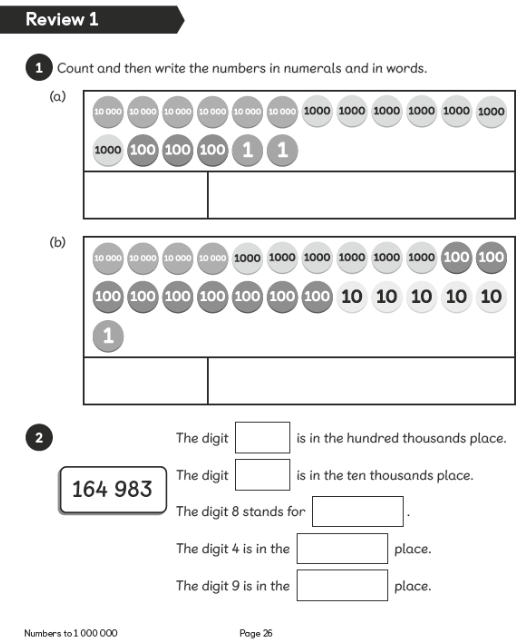 Review 1
1 Count and then write the numbers in numerals and in words.
(a)
10 000 10 000 10 000 10 000 10 000 10 000 1000 1000 1000 1000 1000 1000
1000 100 100 100 1 1
(b)
10 000 10 000 10 000 10 000 1000 1000 1000 1000 1000 1000 100 100
100 100 100 100 100 100 100 10 10 10 10 10
1
2
The digit is in the hundred thousands place.
The digit is in the ten thousands place.
164 983
The digit 8 stands for .
The digit 4 is in the place.
The digit 9 is in the place.
Numbers to 1 000 000 Page 26